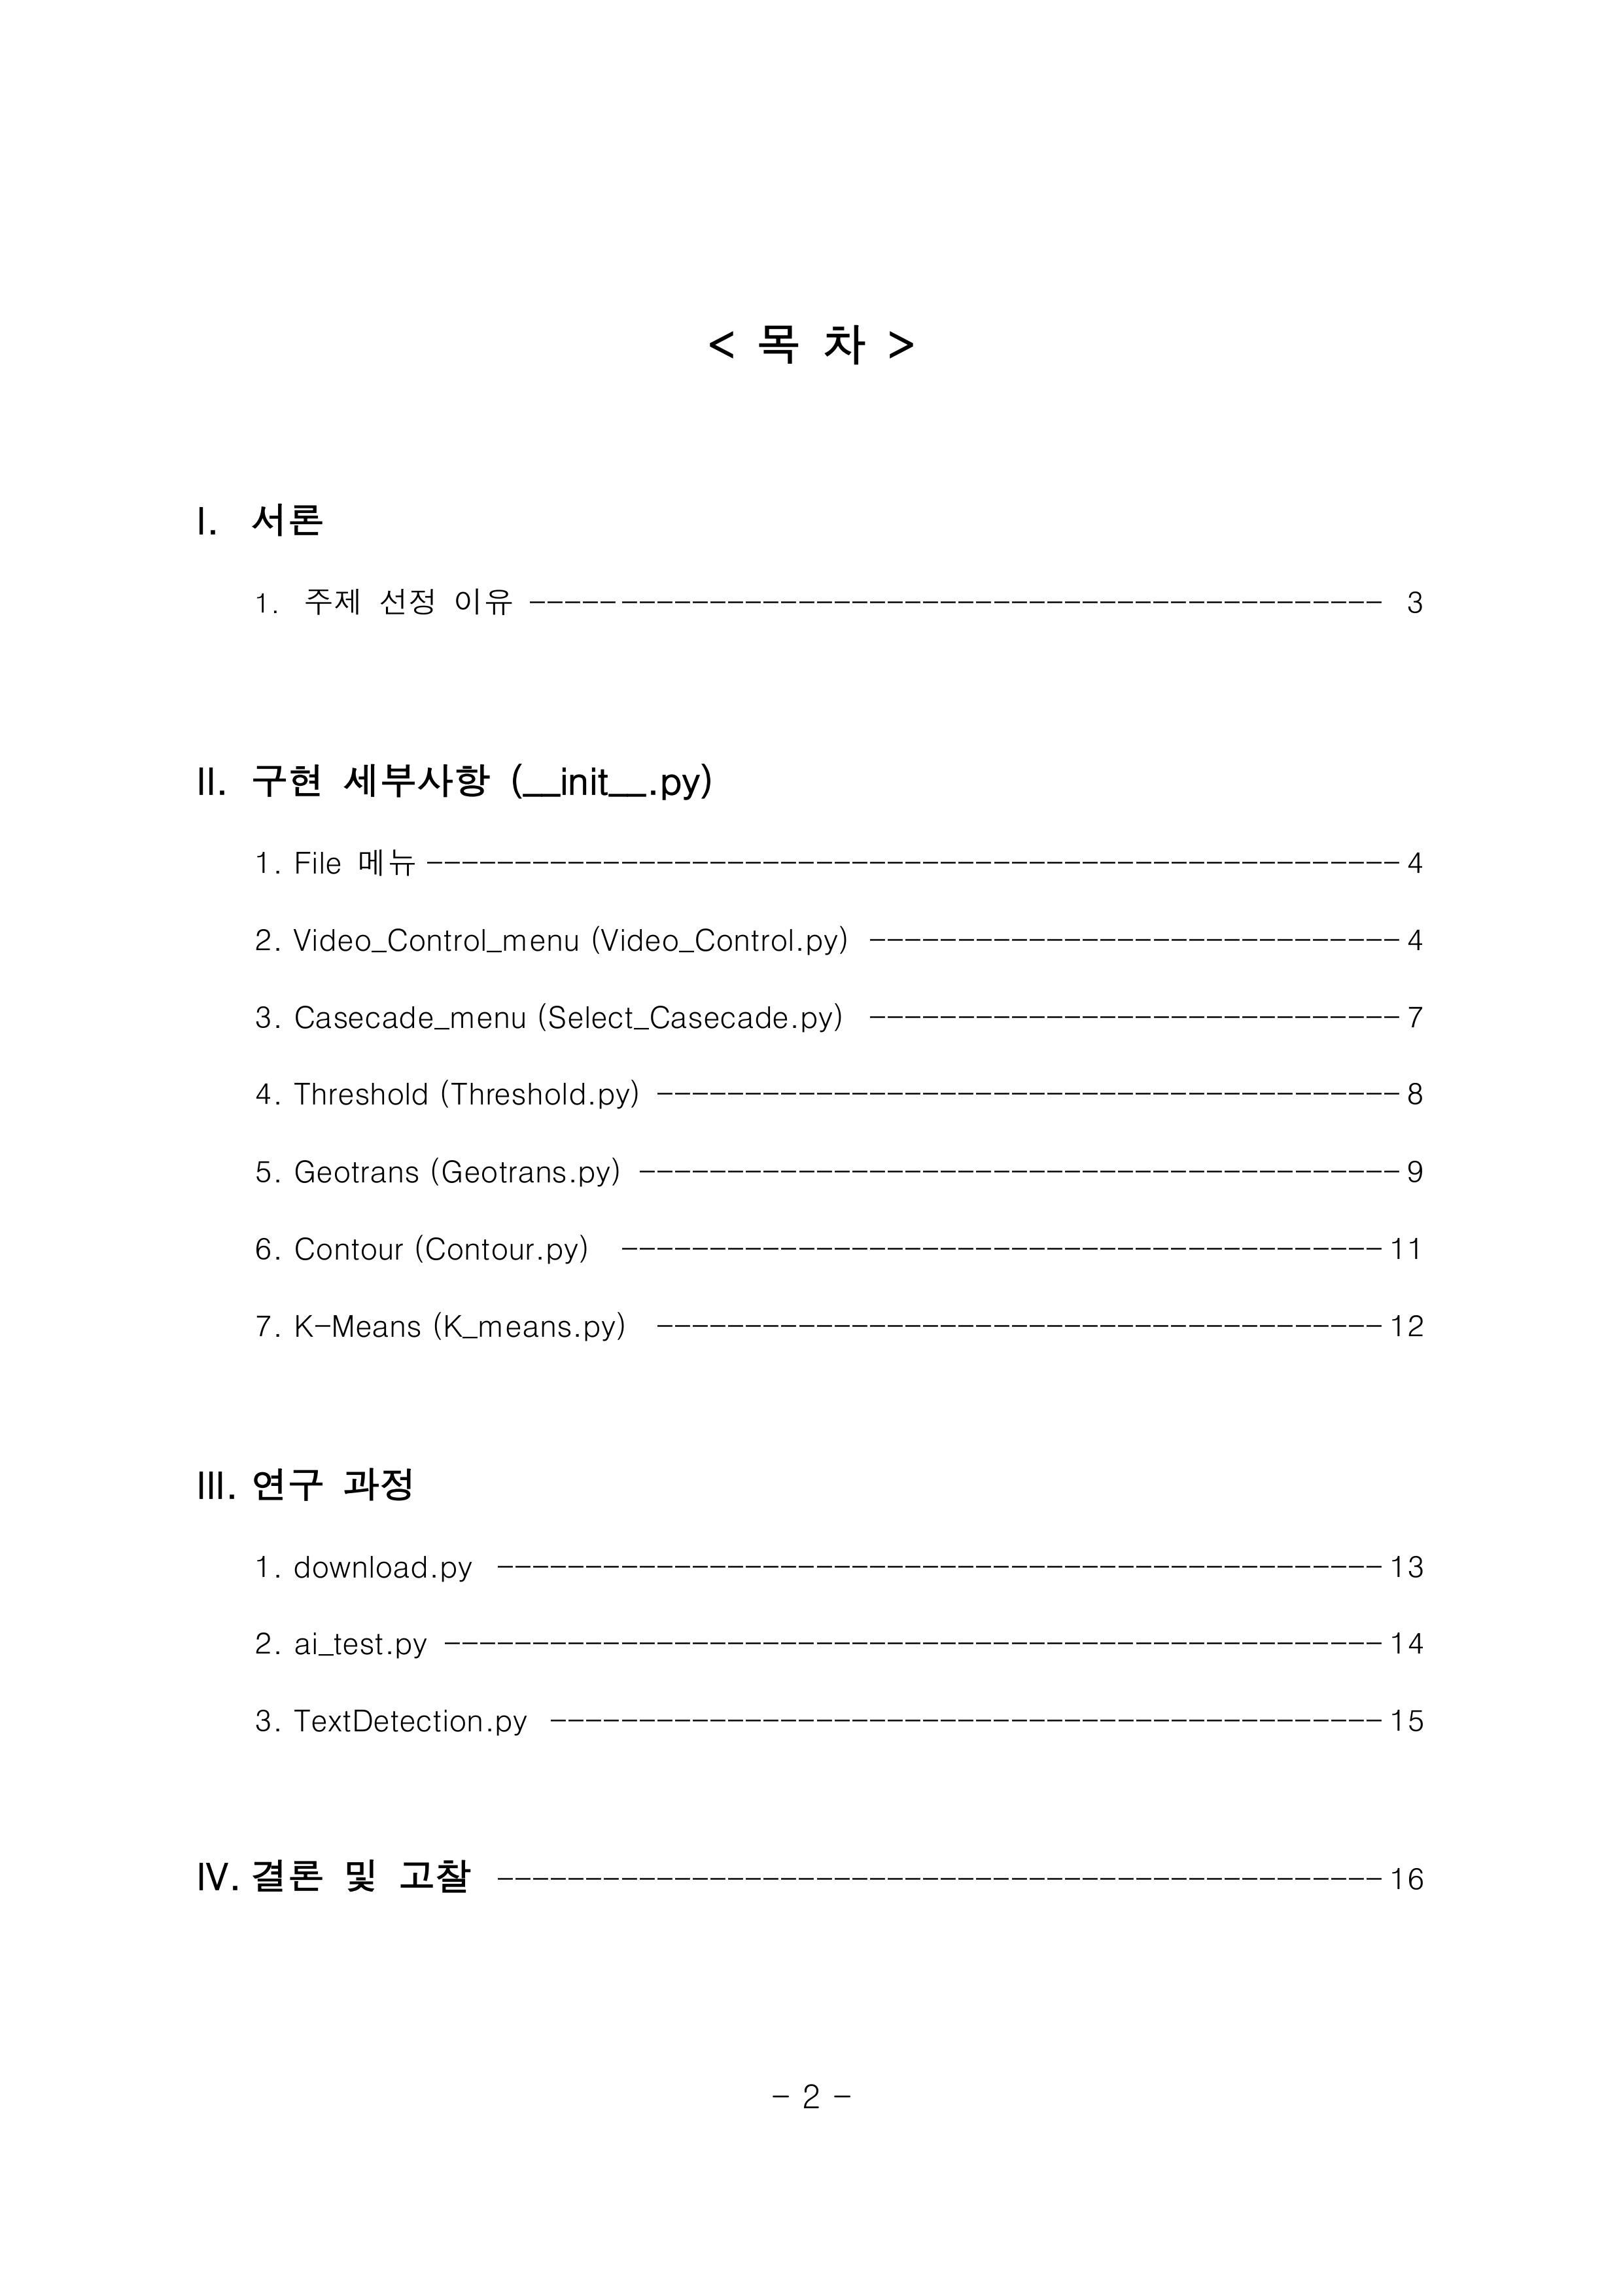 < 목 차 >
I. 서론
1. 주제 선정 이유 ------------------------------------------------ 3
II. 구현 세부사항 (__init__.py)
1. File 메뉴 ------------------------------------------------------- 4
2. Video_Control_menu (Video_Control.py) ------------------------------ 4
3. Casecade_menu (Select_Casecade.py) ------------------------------ 7
4. Threshold (Threshold.py) ------------------------------------------ 8
5. Geotrans (Geotrans.py) ------------------------------------------- 9
6. Contour (Contour.py) ------------------------------------------- 11
7. K-Means (K_means.py) ----------------------------------------- 12
III. 연구 과정
1. download.py -------------------------------------------------- 13
2. ai_test.py ----------------------------------------------------- 14
3. TextDetection.py ----------------------------------------------- 15
IV. 결론 및 고찰 -------------------------------------------------- 16
- 2 -